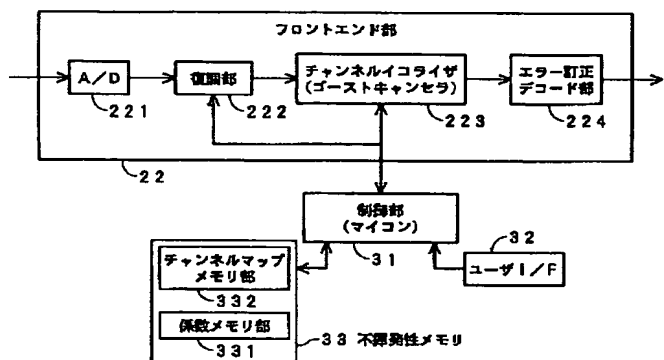 フロントエンド部
A/D
221
復調部
222
チャンネルイコライザ
(ゴーストキャンセラ)
223
エラー訂正
デコード部
224
22
制御部
(マイコン)
31
32
ユーザI/F
チャンネルマップ
メモリ部
332
係数メモリ部
331
33 不揮発性メモリ